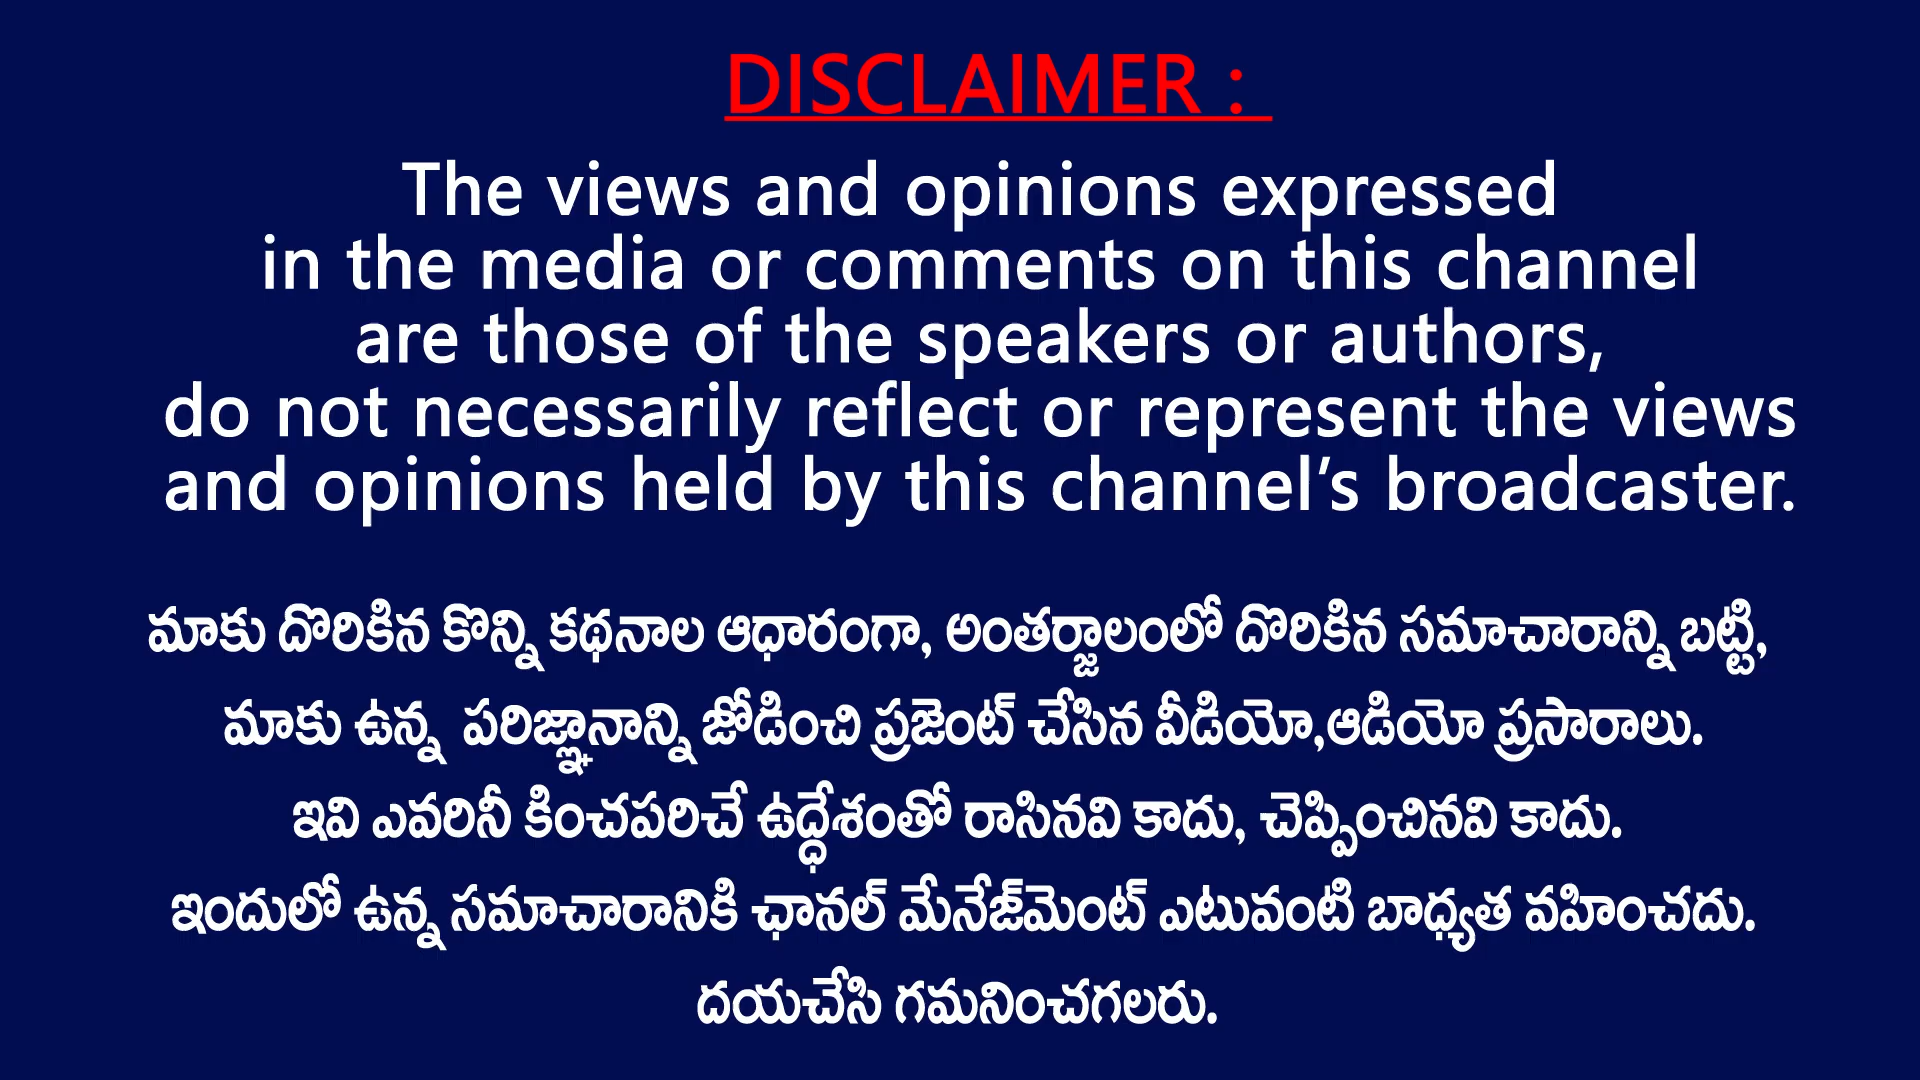 DISCLAIMER :
The views and opinions expressed
in the media or comments on this channel
are those of the speakers or authors,
do not necessarily reflect or represent the views
and opinions held by this channel’s broadcaster.
మాకు దొరికిన కొన్ని కథనాల ఆధారంగా, అంతర్జాలంలో దొరికిన సమాచారాన్ని బట్టి,
మాకు ఉన్న పరిజ్ఞానాన్ని జోడించి ప్రజెంట్ చేసిన వీడియో,ఆడియో ప్రసారాలు.
ఇవి ఎవరినీ కించపరిచే ఉద్ధేశంతో రాసినవి కాదు, చెప్పించినవి కాదు.
ఇందులో ఉన్న సమాచారానికి ఛానల్ మేనేజ్‌మెంట్ ఎటువంటి బాధ్యత వహించదు.
దయచేసి గమనించగలరు.